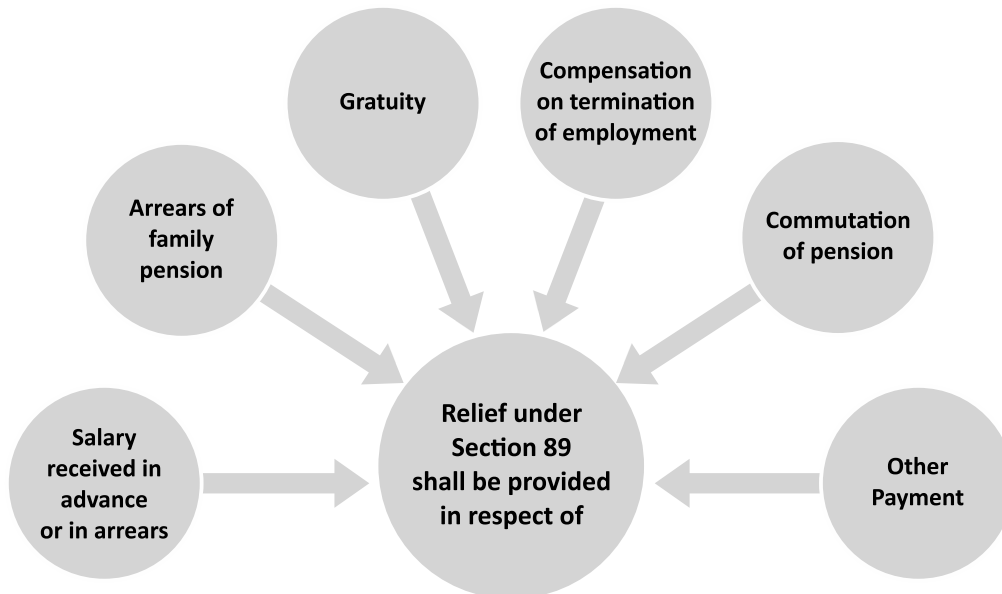 Gratuity
Compensation
on termination
of employment
Arrears of
family
pension
Commutation
of pension
Salary
received in
advance
or in arrears
Relief under
Section 89
shall be provided
in respect of
Other
Payment